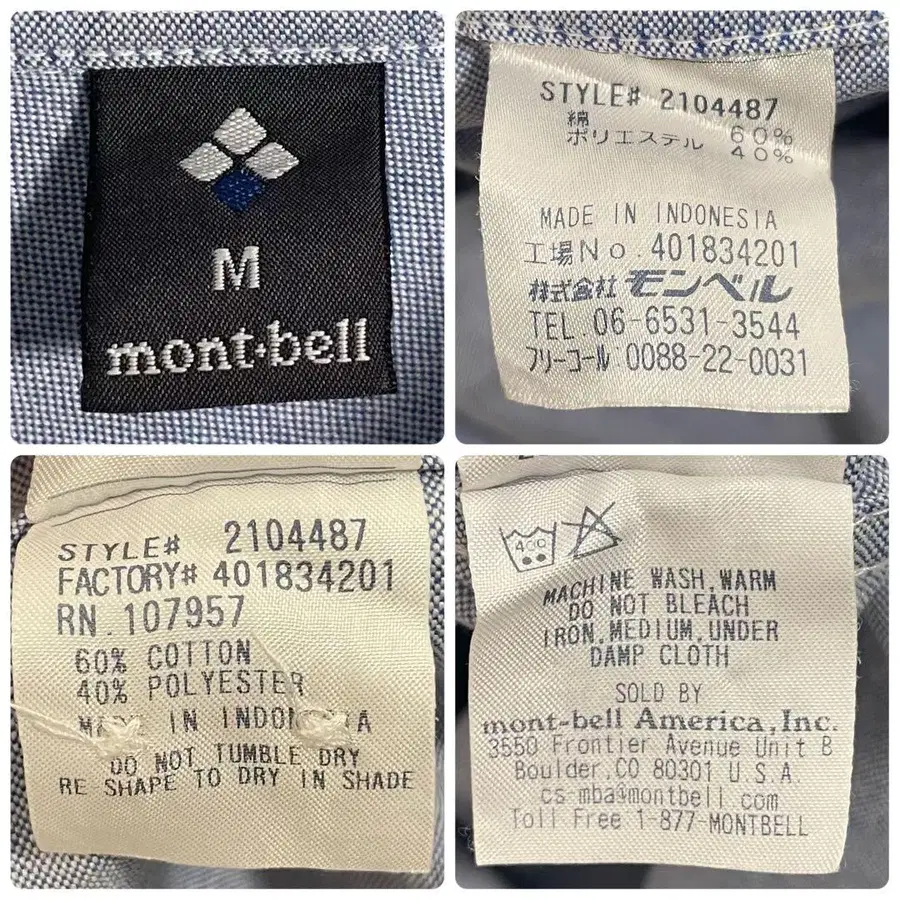 M
mont·bell
STYLE# 2104487
綿 60%
ポリエステル 40%
MADE IN INDONESIA
工場No.401834201
株式会社 モンベル
TEL.06-6531-3544
フリーコール 0088-22-0031
STYLE# 2104487
FACTORY# 401834201
RN.107957
60% COTTON
40% POLYESTER
MADE IN INDONESIA
DO NOT TUMBLE DRY
RE SHAPE TO DRY IN SHADE
40
MACHINE WASH,WARM
DO NOT BLEACH
IRON,MEDIUM,UNDER
DAMP CLOTH
SOLD BY
mont-bell America,Inc.
3550 Frontier Avenue Unit B
Boulder,CO 80301 U.S.A
cs-mba@montbell.com
Toll Free 1-877-MONTBELL